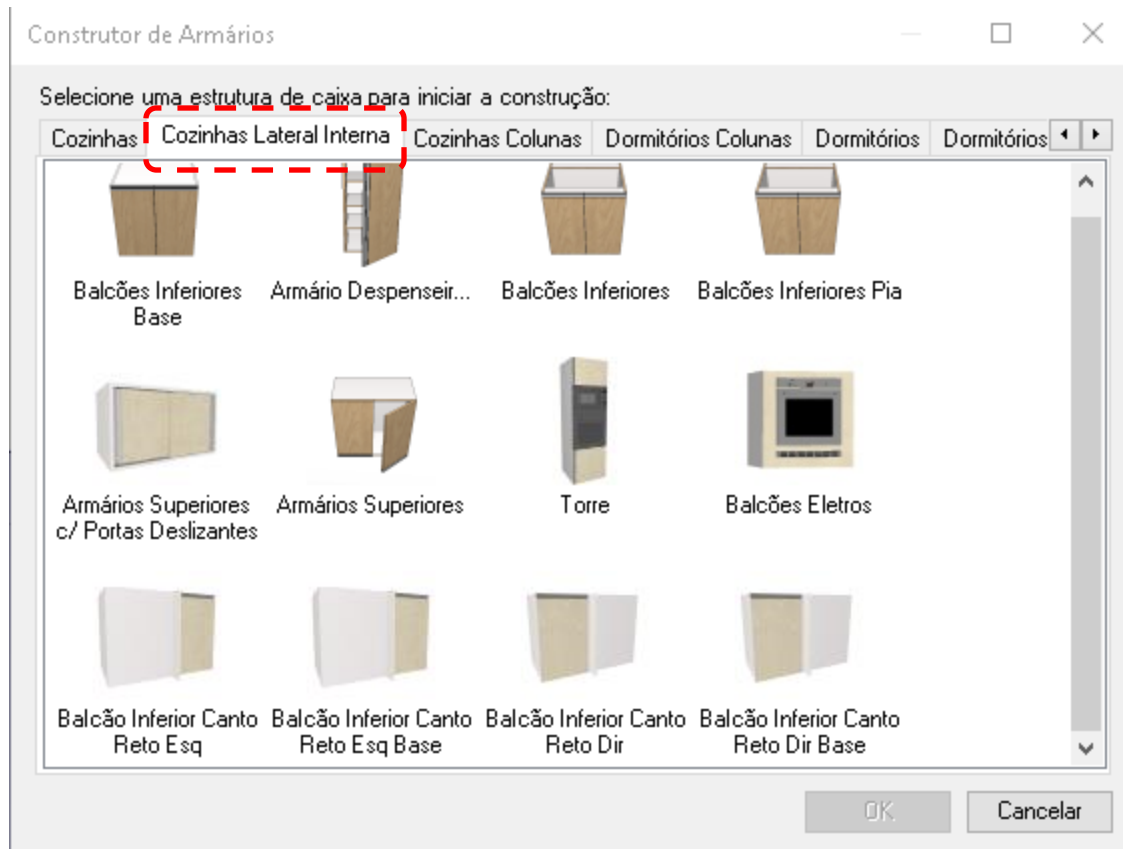 Construtor de Armários
Selecione uma estrutura de caixa para iniciar a construção:
Cozinhas Cozinhas Lateral Interna Cozinhas Colunas Dormitórios Colunas Dormitórios Dormitórios
Balcões Inferiores Base
Armário Despenseir...
Balcões Inferiores
Balcões Inferiores Pia
Armários Superiores
c/ Portas Deslizantes
Armários Superiores
Torre
Balcões Eletros
Balcão Inferior Canto
Reto Esq
Balcão Inferior Canto
Reto Esq Base
Balcão Inferior Canto
Reto Dir
Balcão Inferior Canto
Reto Dir Base
OK
Cancelar